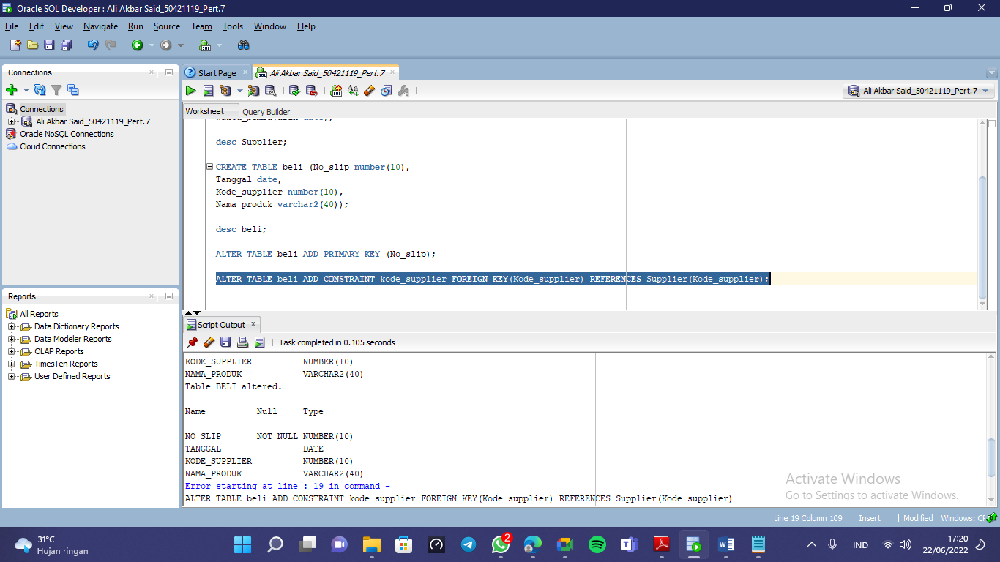 Oracle SQL Developer : Ali Akbar Said_50421119_Pert.7
File Edit View Navigate Run Source Team Tools Window Help
Connections
Connections
Ali Akbar Said_50421119_Pert.7
Oracle NoSQL Connections
Cloud Connections
Reports
All Reports
Data Dictionary Reports
Data Modeler Reports
OLAP Reports
TimesTen Reports
User Defined Reports
Start Page
Ali Akbar Said_50421119_Pert.7
Ali Akbar Said_50421119_Pert.7
Worksheet Query Builder
desc Supplier;
CREATE TABLE beli (No_slip number(10),
Tanggal date,
Kode_supplier number(10),
Nama_produk varchar2(40));
desc beli;
ALTER TABLE beli ADD PRIMARY KEY (No_slip);
ALTER TABLE beli ADD CONSTRAINT kode_supplier FOREIGN KEY(Kode_supplier) REFERENCES Supplier(Kode_supplier);
Script Output
Task completed in 0.105 seconds
KODE_SUPPLIER NUMBER(10)
NAMA_PRODUK VARCHAR2(40)
Table BELI altered.
Name Null Type
------------- -------- ------------
NO_SLIP NOT NULL NUMBER(10)
TANGGAL DATE
KODE_SUPPLIER NUMBER(10)
NAMA_PRODUK VARCHAR2(40)
Error starting at line : 19 in command -
ALTER TABLE beli ADD CONSTRAINT kode_supplier FOREIGN KEY(Kode_supplier) REFERENCES Supplier(Kode_supplier)
Activate Windows
Go to Settings to activate Windows.
Line 19 Column 109 | Insert | Modified | Windows:
31°C
Hujan ringan
2
IND
17:20
22/06/2022